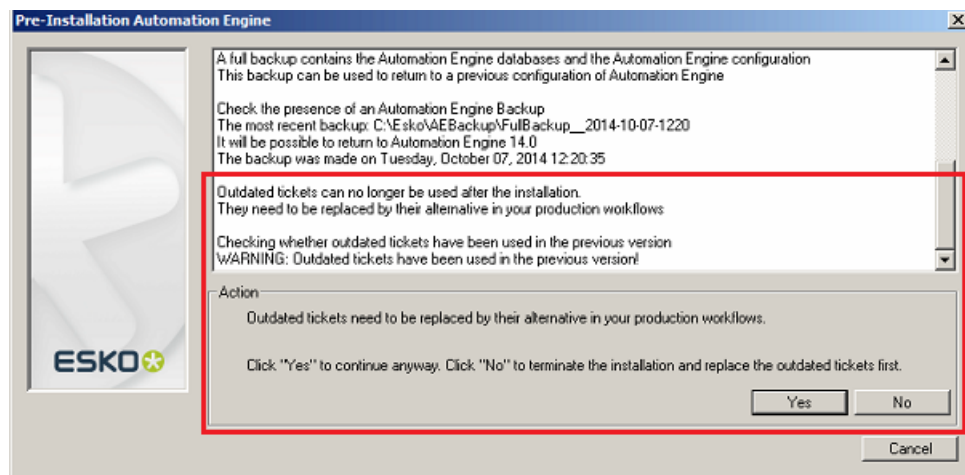 Pre-Installation Automation Engine
A full backup contains the Automation Engine databases and the Automation Engine configuration
This backup can be used to return to a previous configuration of Automation Engine
Check the presence of an Automation Engine Backup
The most recent backup: C:\Esko\AEBackup\FullBackup__2014-10-07-1220
It will be possible to return to Automation Engine 14.0
The backup was made on Tuesday, October 07, 2014 12:20:35
Outdated tickets can no longer be used after the installation.
They need to be replaced by their alternative in your production workflows
Checking whether outdated tickets have been used in the previous version
WARNING: Outdated tickets have been used in the previous version!
Action
Outdated tickets need to be replaced by their alternative in your production workflows.
ESKO
Click "Yes" to continue anyway. Click "No" to terminate the installation and replace the outdated tickets first.
Yes
No
Cancel